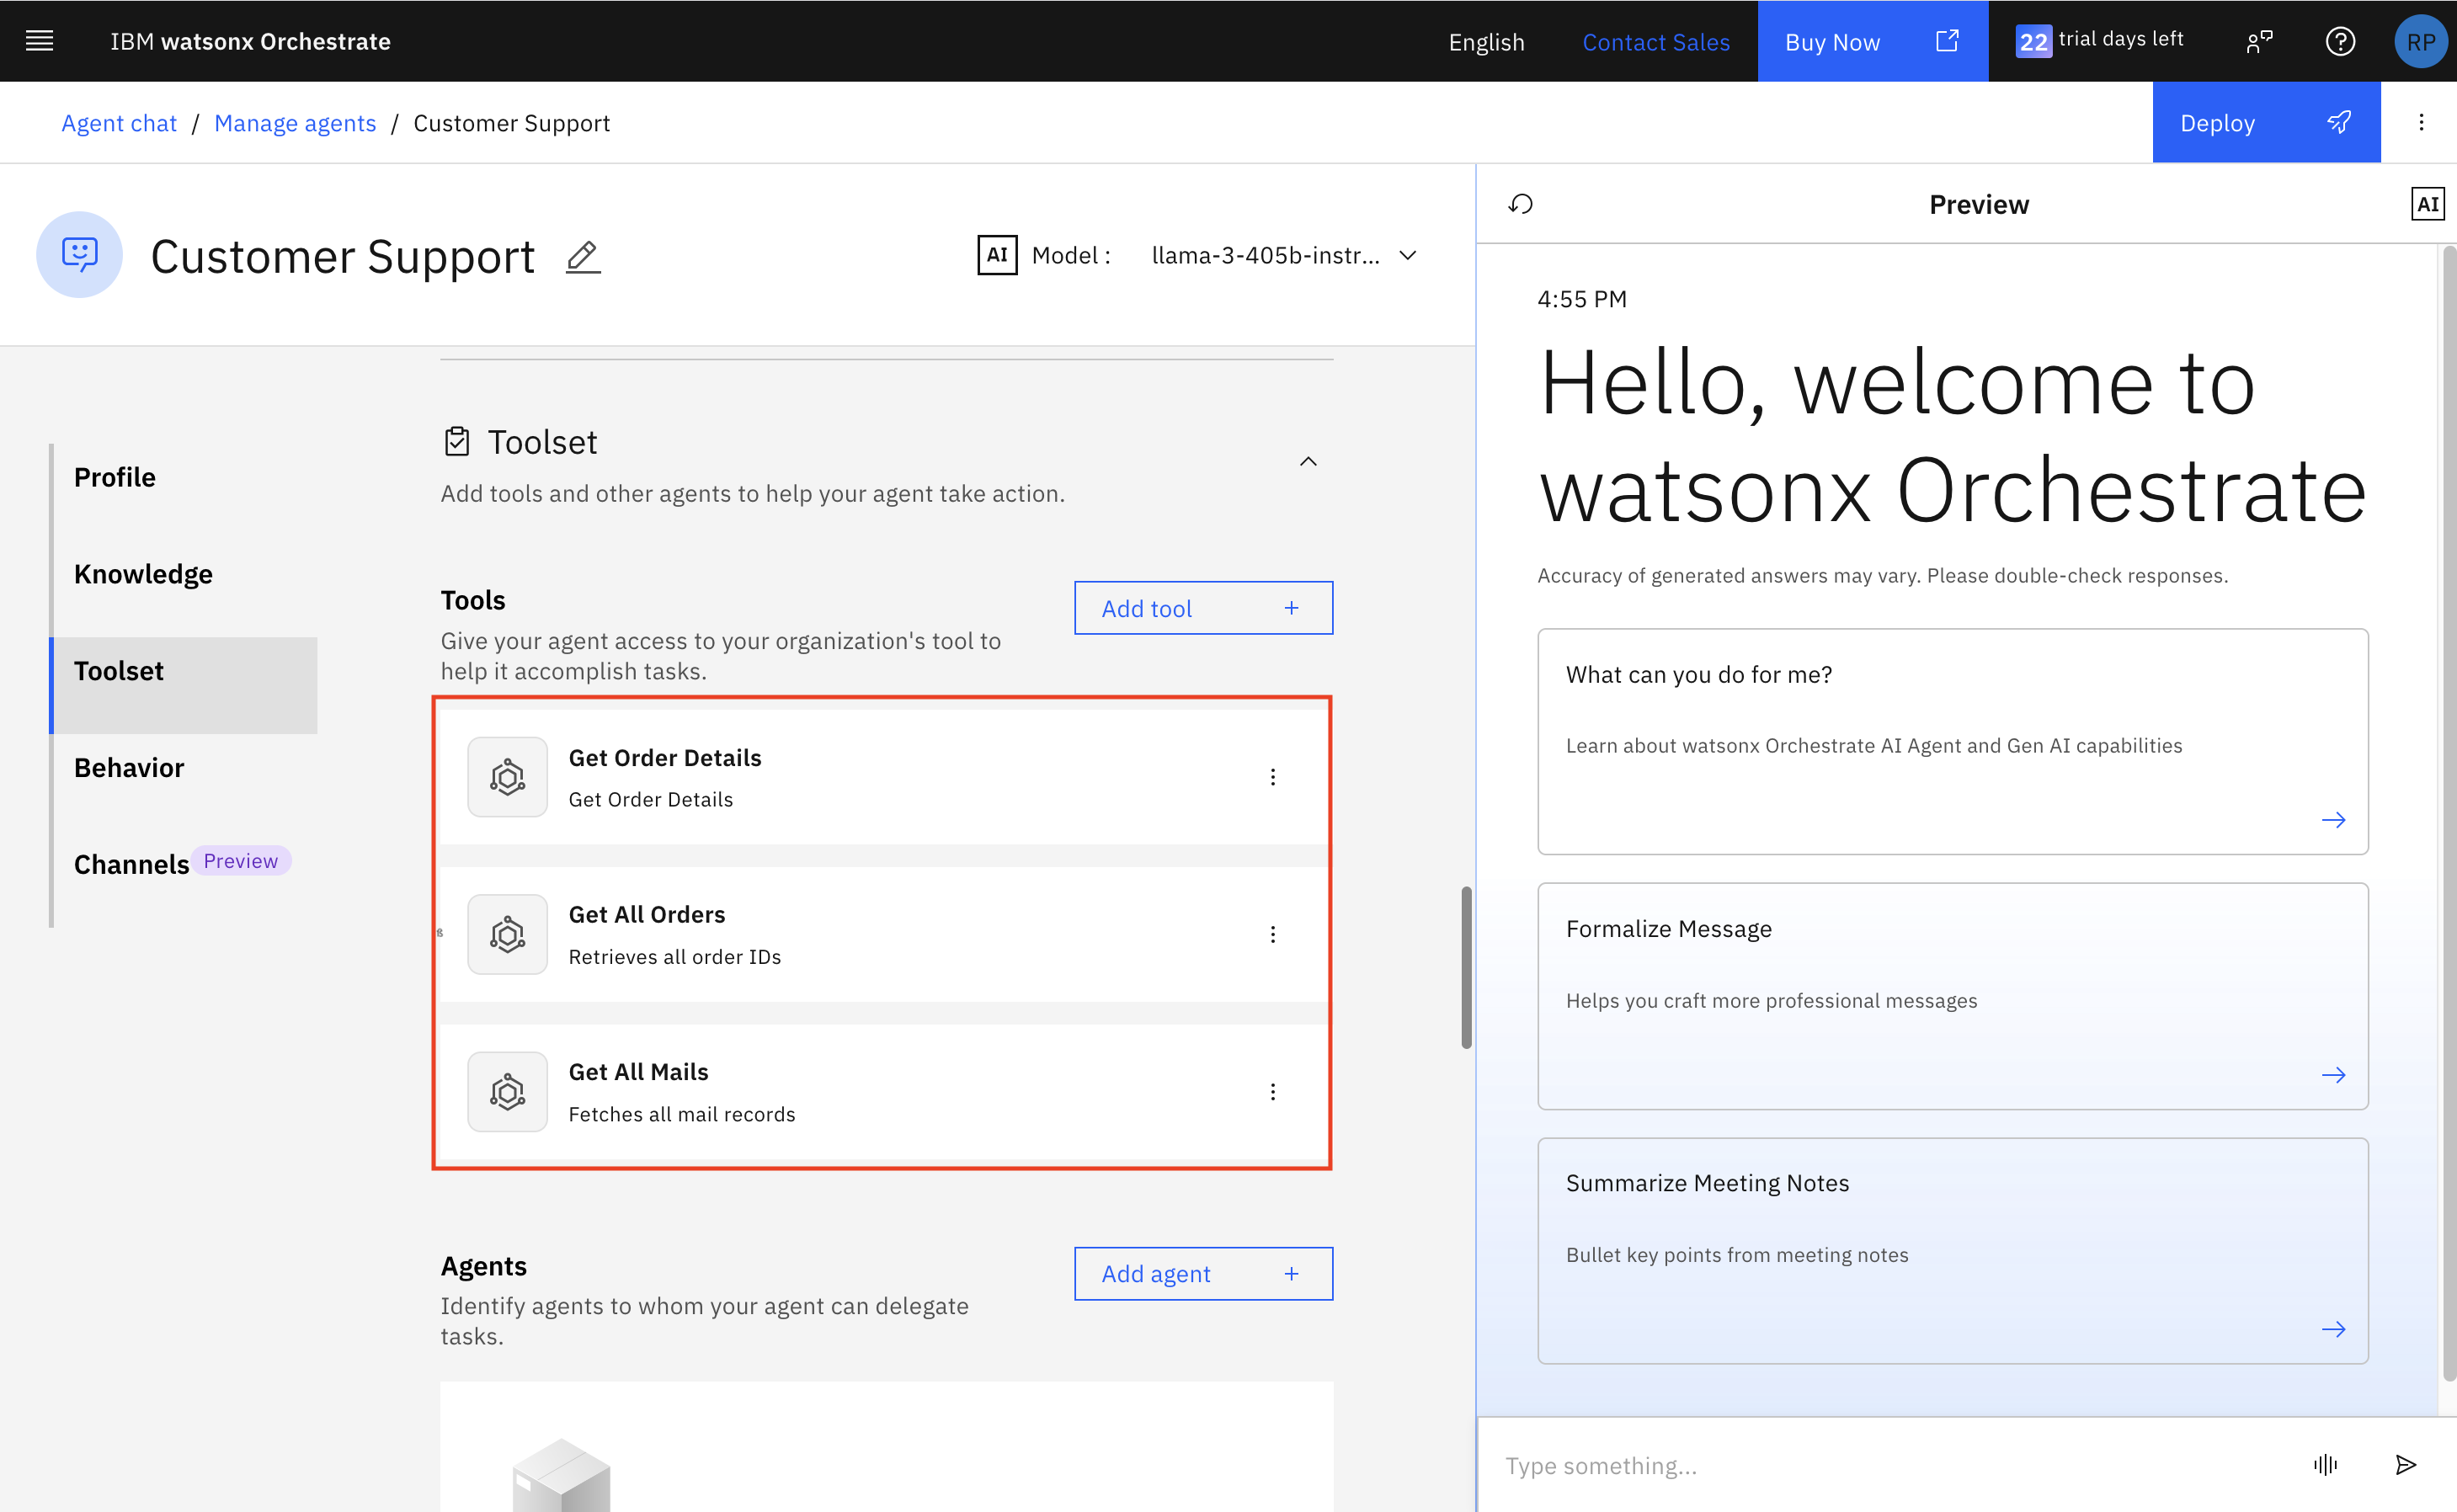 IBM watsonx Orchestrate
English
Contact Sales
Buy Now
22 trial days left
RP
Agent chat / Manage agents / Customer Support
Deploy
Customer Support
AI Model : llama-3-405b-instr...
Profile
Knowledge
Toolset
Behavior
Channels Preview
Toolset
Add tools and other agents to help your agent take action.
Tools
Add tool +
Give your agent access to your organization's tool to
help it accomplish tasks.
Get Order Details
Get Order Details
Get All Orders
Retrieves all order IDs
Get All Mails
Fetches all mail records
Agents
Add agent +
Identify agents to whom your agent can delegate
tasks.
Preview
AI
4:55 PM
Hello, welcome to
watsonx Orchestrate
Accuracy of generated answers may vary. Please double-check responses.
What can you do for me?
Learn about watsonx Orchestrate AI Agent and Gen AI capabilities
Formalize Message
Helps you craft more professional messages
Summarize Meeting Notes
Bullet key points from meeting notes
Type something...